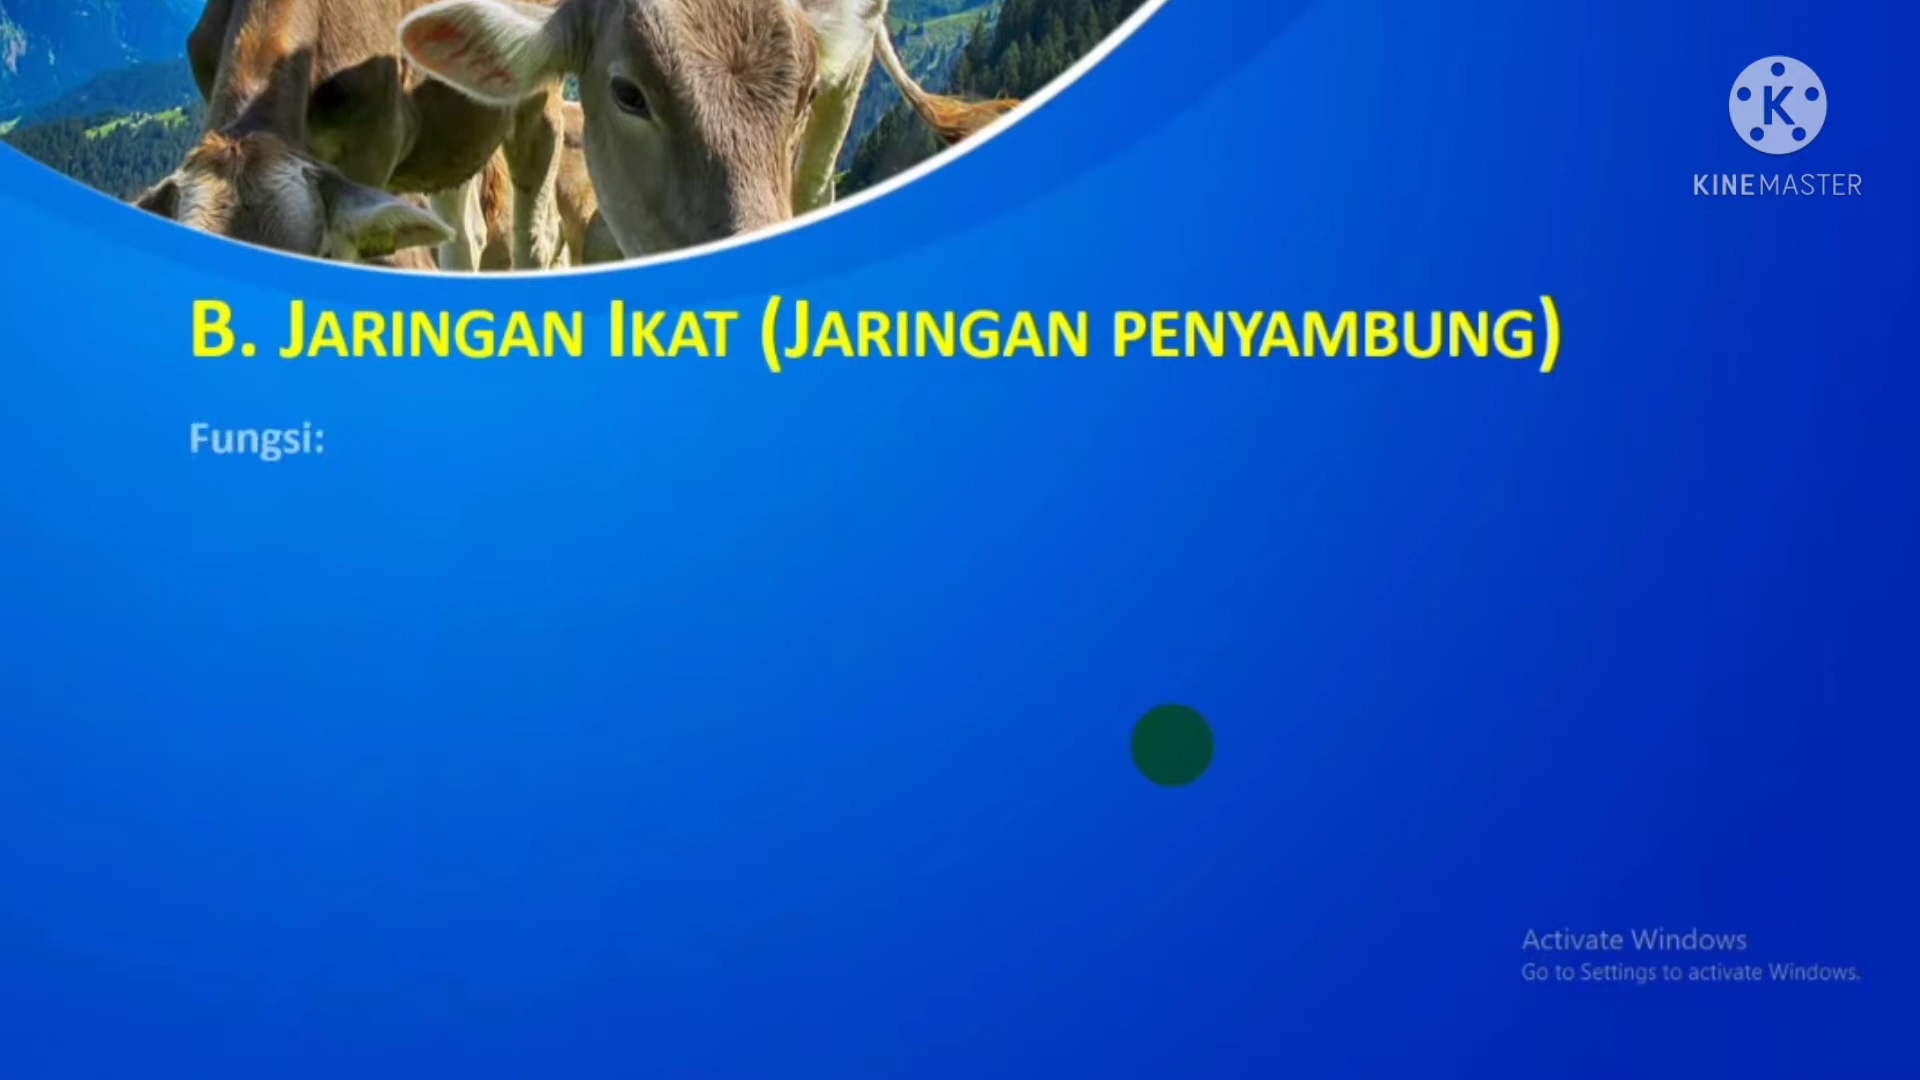 K
KINEMASTER
B. JARINGAN IKAT (JARINGAN PENYAMBUNG)
Fungsi:
Activate Windows
Go to Settings to activate Windows.